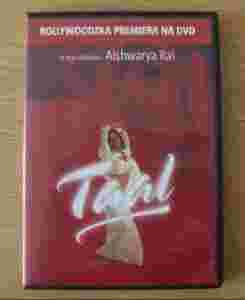 BOLLYWOODZKA PREMIERA NA DVD
Aishwarya Rai
Taal